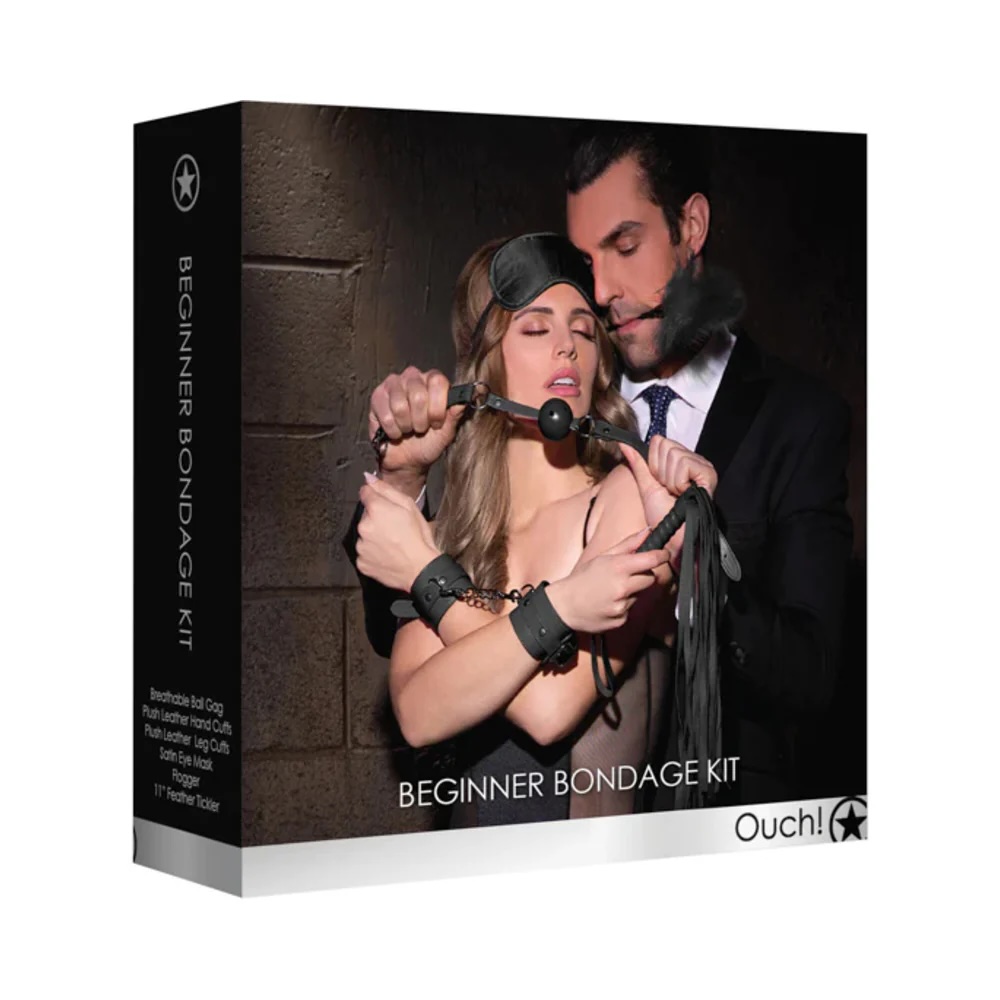 BEGINNER BONDAGE KIT
Breathable Ball Gag
Plush Leather Hand Cuffs
Plush Leather Leg Cuffs
Satin Eye Mask
Flogger
11" Feather Tickler
BEGINNER BONDAGE KIT
Ouch!